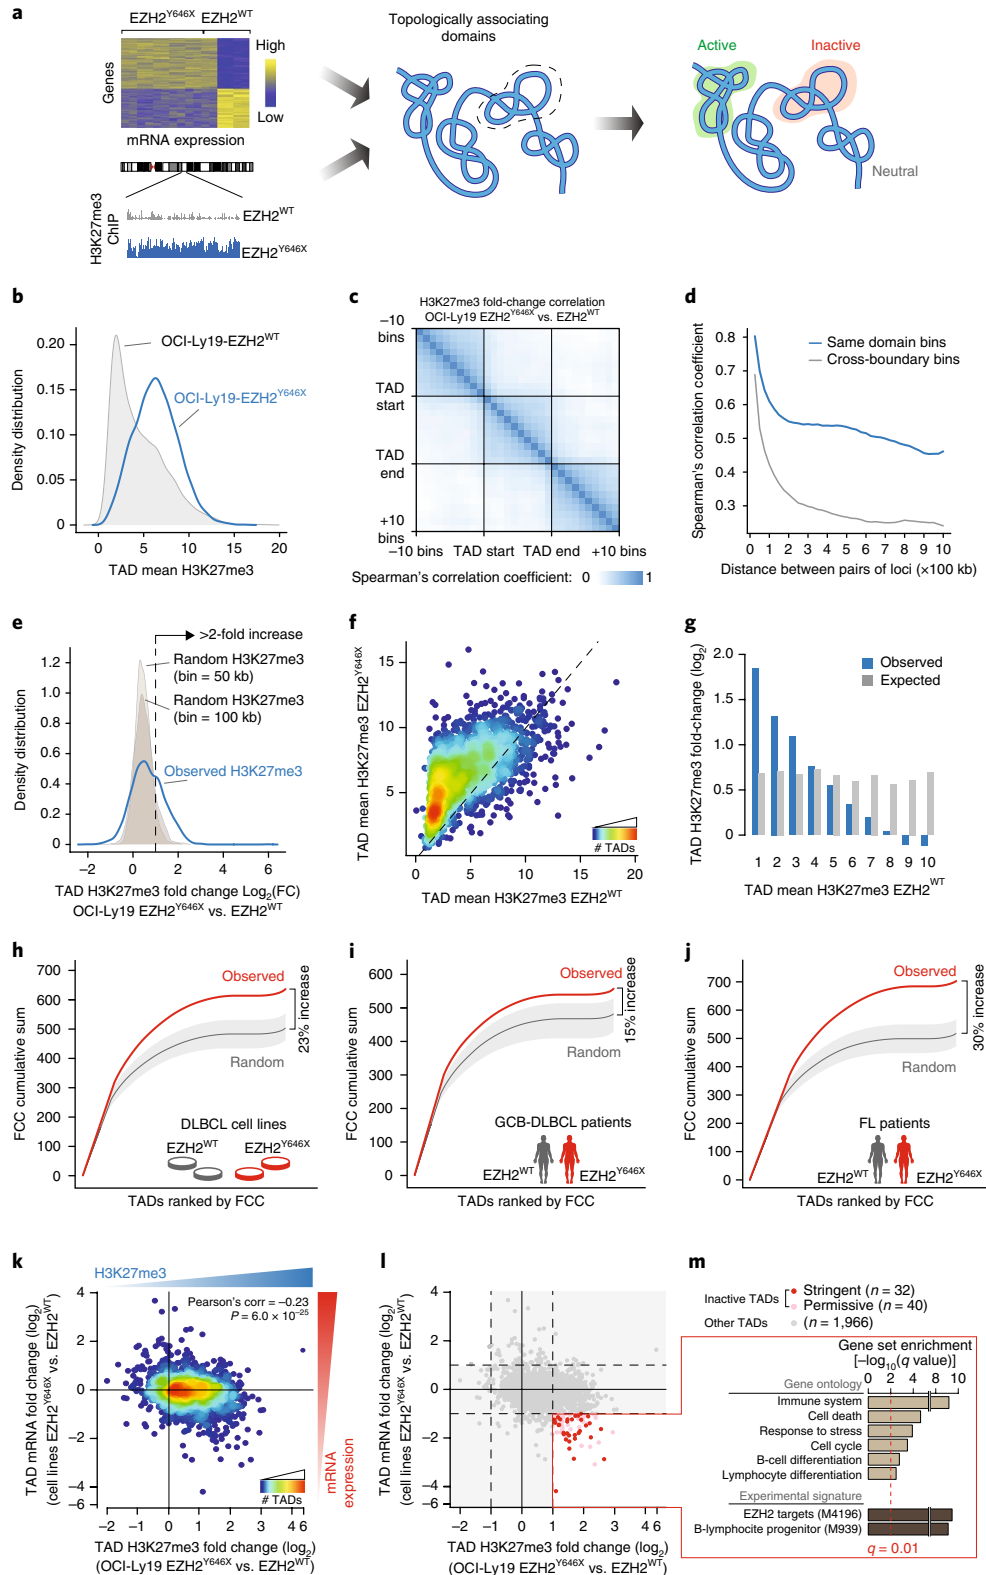 a
EZH2Y646X EZH2WT
Genes
High
Low
mRNA expression
H3K27me3
ChIP
EZH2WT
EZH2Y646X
Topologically associating
domains
Active
Inactive
Neutral
b
Density distribution
0.20
0.15
0.10
0.05
0
OCI-Ly19-EZH2WT
OCI-Ly19-EZH2Y646X
0 5 10 15 20
TAD mean H3K27me3
c
H3K27me3 fold-change correlation
OCI-Ly19 EZH2Y646X vs. EZH2WT
–10
bins
TAD
start
TAD
end
+10
bins
–10 bins TAD start TAD end +10 bins
Spearman's correlation coefficient: 0 1
d
Spearman's correlation coefficient
0.8
0.7
0.6
0.5
0.4
0.3
Same domain bins
Cross-boundary bins
0 1 2 3 4 5 6 7 8 9 10
Distance between pairs of loci (×100 kb)
e
>2-fold increase
Density distribution
1.2
1.0
0.8
0.6
0.4
0.2
0
Random H3K27me3
(bin = 50 kb)
Random H3K27me3
(bin = 100 kb)
Observed H3K27me3
–2 0 2 4 6
TAD H3K27me3 fold change Log2(FC)
OCI-Ly19 EZH2Y646X vs. EZH2WT
f
TAD mean H3K27me3 EZH2Y646X
15
10
5
# TADs
0 5 10 15 20
TAD mean H3K27me3 EZH2WT
g
TAD H3K27me3 fold-change (log2)
2.0
1.5
1.0
0.5
0
Observed
Expected
1 2 3 4 5 6 7 8 9 10
TAD mean H3K27me3 EZH2WT
h
FCC cumulative sum
700
600
500
400
300
200
100
0
Observed
23% increase
Random
DLBCL cell lines
EZH2WT EZH2Y646X
TADs ranked by FCC
i
FCC cumulative sum
600
500
400
300
200
100
0
Observed
15% increase
Random
GCB-DLBCL patients
EZH2WT EZH2Y646X
TADs ranked by FCC
j
FCC cumulative sum
700
600
500
400
300
200
100
0
Observed
30% increase
Random
FL patients
EZH2WT EZH2Y646X
TADs ranked by FCC
k
H3K27me3
TAD mRNA fold change (log2)
(cell lines EZH2Y646X vs. EZH2WT)
4
2
0
–2
–4
–6
Pearson's corr = –0.23
P = 6.0 × 10–25
mRNA
expression
# TADs
–2 –1 0 1 2 3 4 6
TAD H3K27me3 fold change (log2)
(OCI-Ly19 EZH2Y646X vs. EZH2WT)
l
TAD mRNA fold change (log2)
(cell lines EZH2Y646X vs. EZH2WT)
4
2
0
–2
–4
–6
–2 –1 0 1 2 3 4 6
TAD H3K27me3 fold change (log2)
(OCI-Ly19 EZH2Y646X vs. EZH2WT)
m
Inactive TADs
Stringent (n = 32)
Permissive (n = 40)
Other TADs (n = 1,966)
Gene set enrichment
[–log10(q value)]
Gene ontology
0 2 4 6 8 10
Immune system
Cell death
Response to stress
Cell cycle
B-cell differentiation
Lymphocyte differentiation
Experimental signature
EZH2 targets (M4196)
B-lymphocite progenitor (M939)
q = 0.01